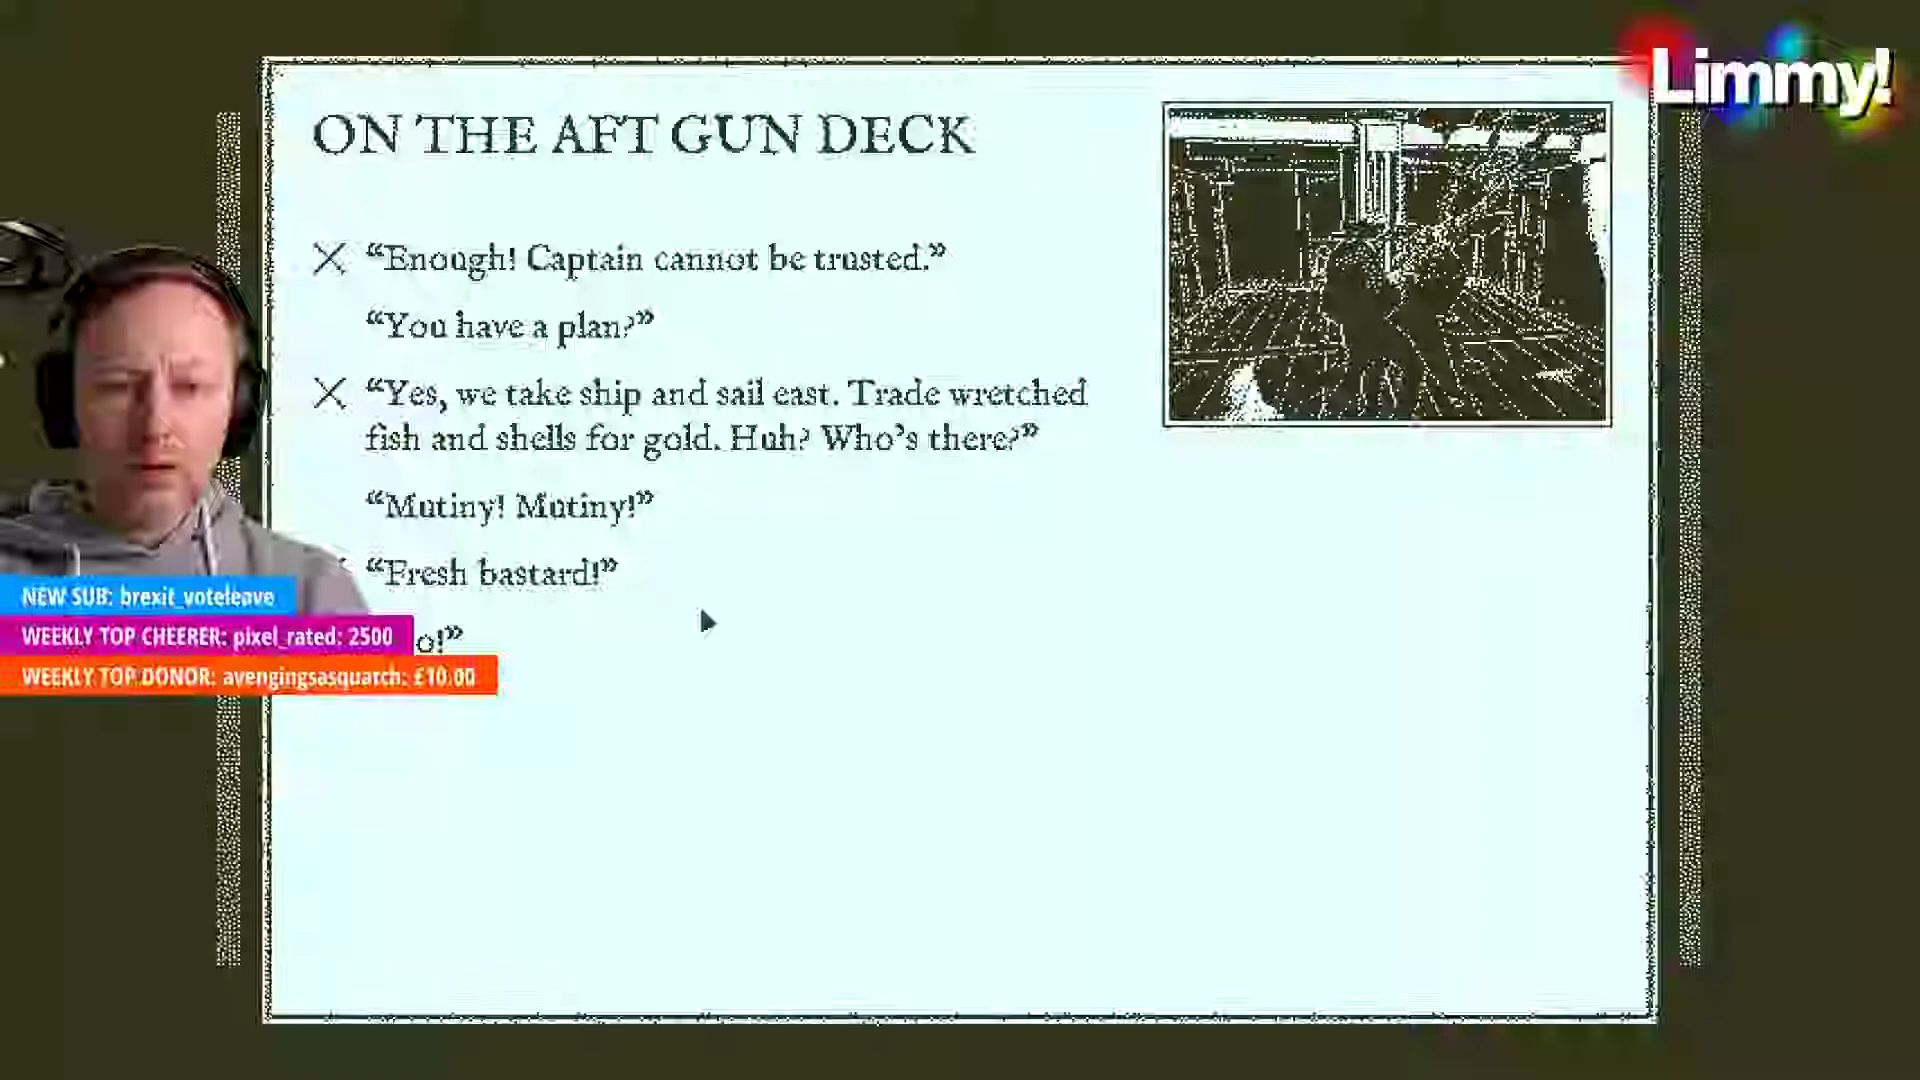 Limmy!
ON THE AFT GUN DECK
“Enough! Captain cannot be trusted.”
“You have a plan?”
“Yes, we take ship and sail east. Trade wretched
fish and shells for gold. Huh? Who’s there?”
“Mutiny! Mutiny!”
“Fresh bastard!”
o!”
NEW SUB: brexit_voteleave
WEEKLY TOP CHEERER: pixel_rated: 2500
WEEKLY TOP DONOR: avengingsasquatch: £10.00